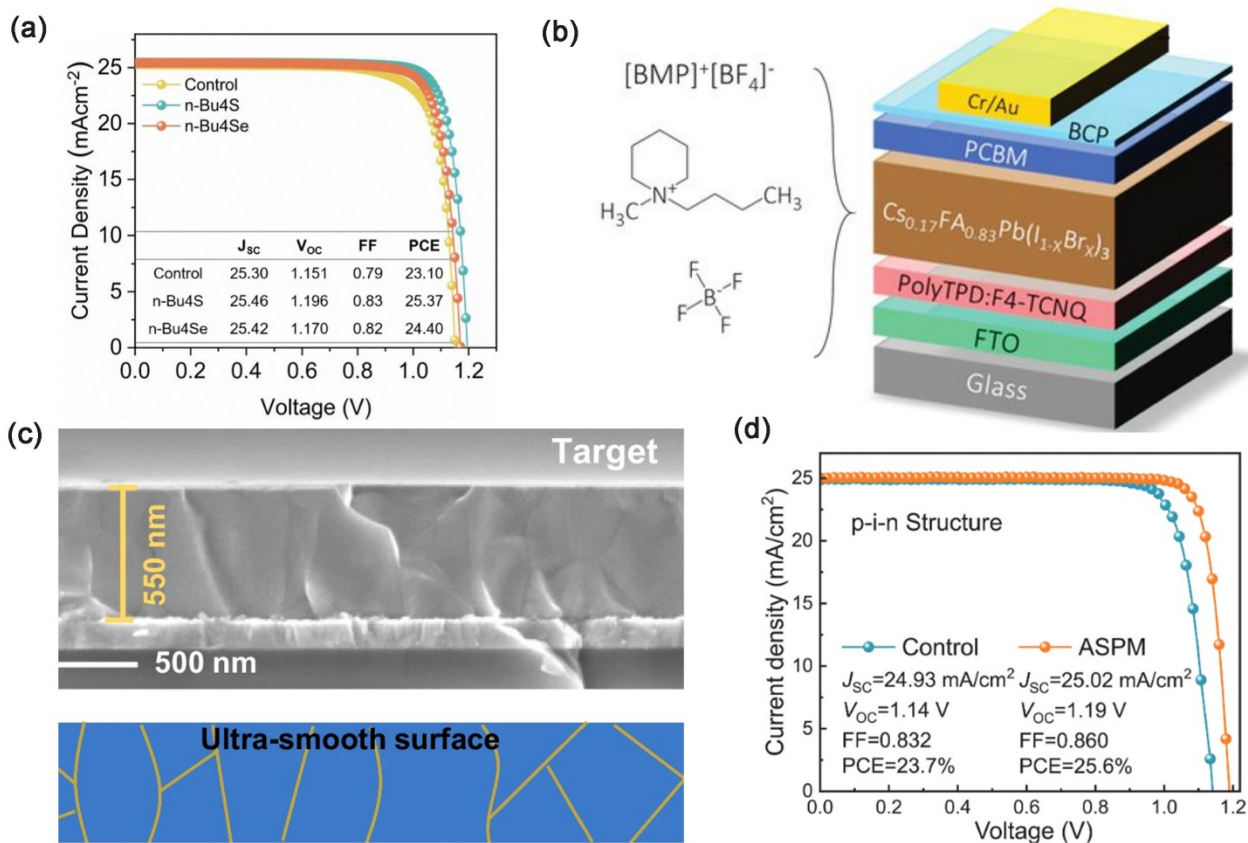 (a)
25
20
15
10
5
0
Current Density (mAcm⁻²)
Control
n-Bu4S
n-Bu4Se
J_SC V_OC FF PCE
Control 25.30 1.151 0.79 23.10
n-Bu4S 25.46 1.196 0.83 25.37
n-Bu4Se 25.42 1.170 0.82 24.40
0.0 0.2 0.4 0.6 0.8 1.0 1.2
Voltage (V)
(b)
[BMP]⁺[BF₄]⁻
N⁺
H₃C
CH₃
F
F
B⁻
F
F
Cr/Au
BCP
PCBM
Cs₀.₁₇FA₀.₈₃Pb(I₁₋ₓBrₓ)₃
PolyTPD:F4-TCNQ
FTO
Glass
(c)
Target
550 nm
500 nm
Ultra-smooth surface
(d)
25
20
15
10
5
0
Current density (mA/cm²)
p-i-n Structure
Control ASPM
J_SC=24.93 mA/cm² J_SC=25.02 mA/cm²
V_OC=1.14 V V_OC=1.19 V
FF=0.832 FF=0.860
PCE=23.7% PCE=25.6%
0.0 0.2 0.4 0.6 0.8 1.0 1.2
Voltage (V)